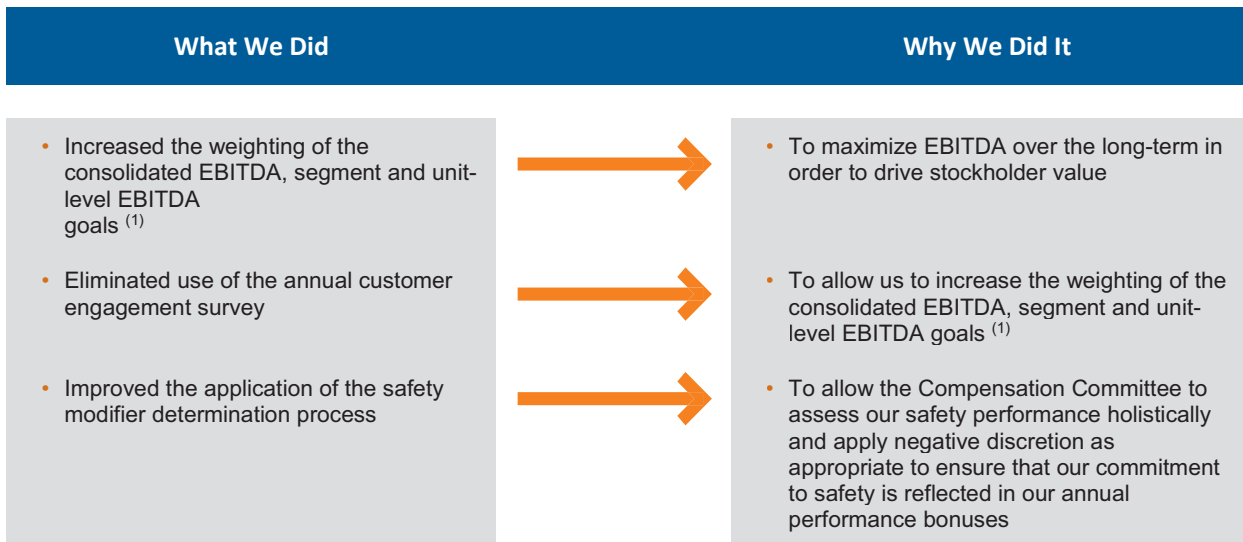 What We Did
Why We Did It
• Increased the weighting of the
consolidated EBITDA, segment and unit-
level EBITDA
goals (1)
• To maximize EBITDA over the long-term in
order to drive stockholder value
• Eliminated use of the annual customer
engagement survey
• To allow us to increase the weighting of the
consolidated EBITDA, segment and unit-
level EBITDA goals (1)
• Improved the application of the safety
modifier determination process
• To allow the Compensation Committee to
assess our safety performance holistically
and apply negative discretion as
appropriate to ensure that our commitment
to safety is reflected in our annual
performance bonuses